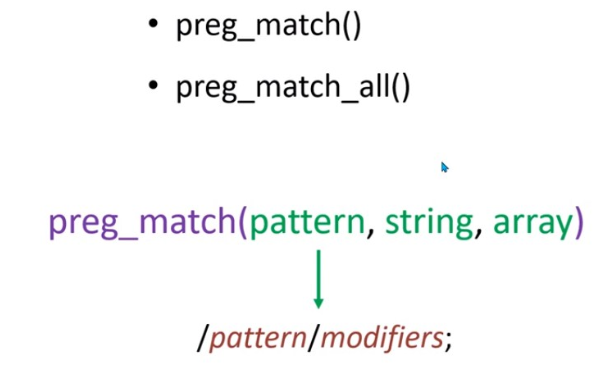 • preg_match()
• preg_match_all()
preg_match(pattern, string, array)
/pattern/modifiers;